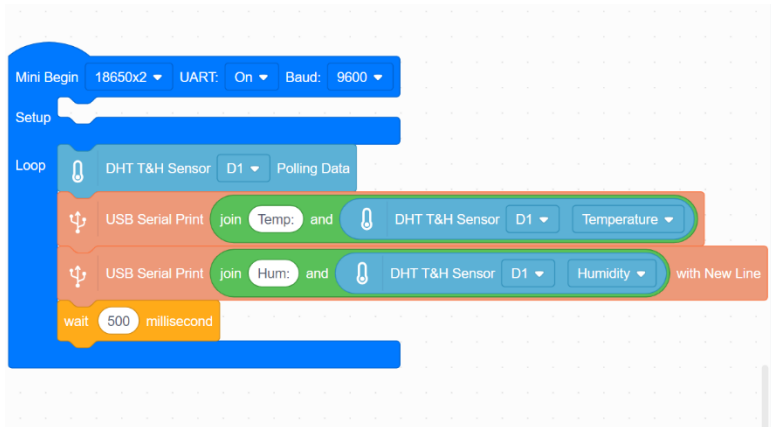 Mini Begin 18650x2 UART: On Baud: 9600
Setup
Loop DHT T&H Sensor D1 Polling Data
USB Serial Print join Temp: and DHT T&H Sensor D1 Temperature
USB Serial Print join Hum: and DHT T&H Sensor D1 Humidity with New Line
wait 500 millisecond